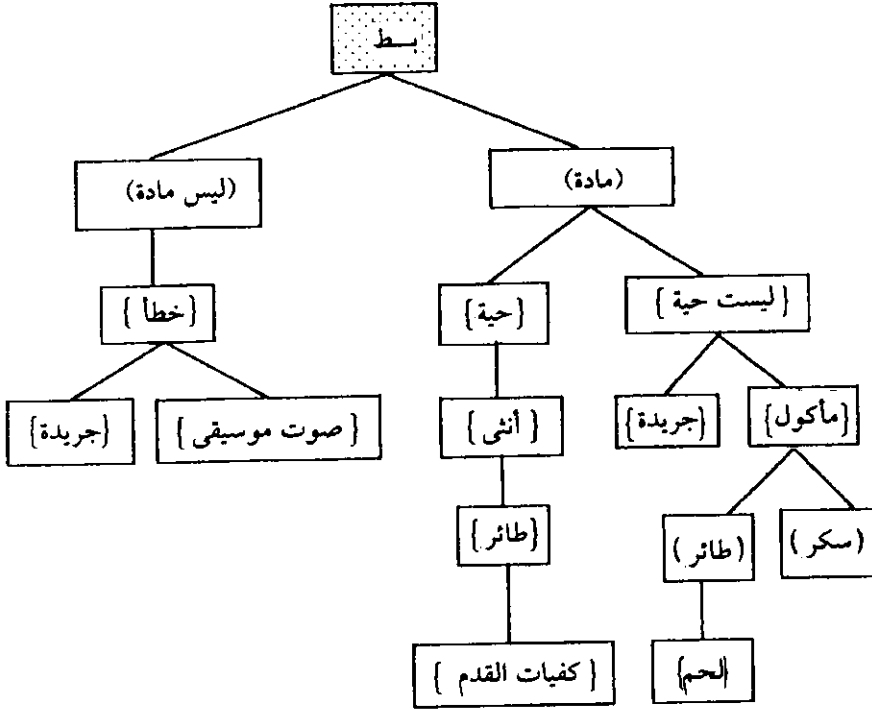 بــط
(مادة)
(ليس مادة)
{ليست حية}
{حية}
{خطأ}
{مأكول}
{جريدة}
{أنثى}
{صوت موسيقى}
{جريدة}
(سكر)
(طائر)
{طائر}
{لحم}
{كفيات القدم}